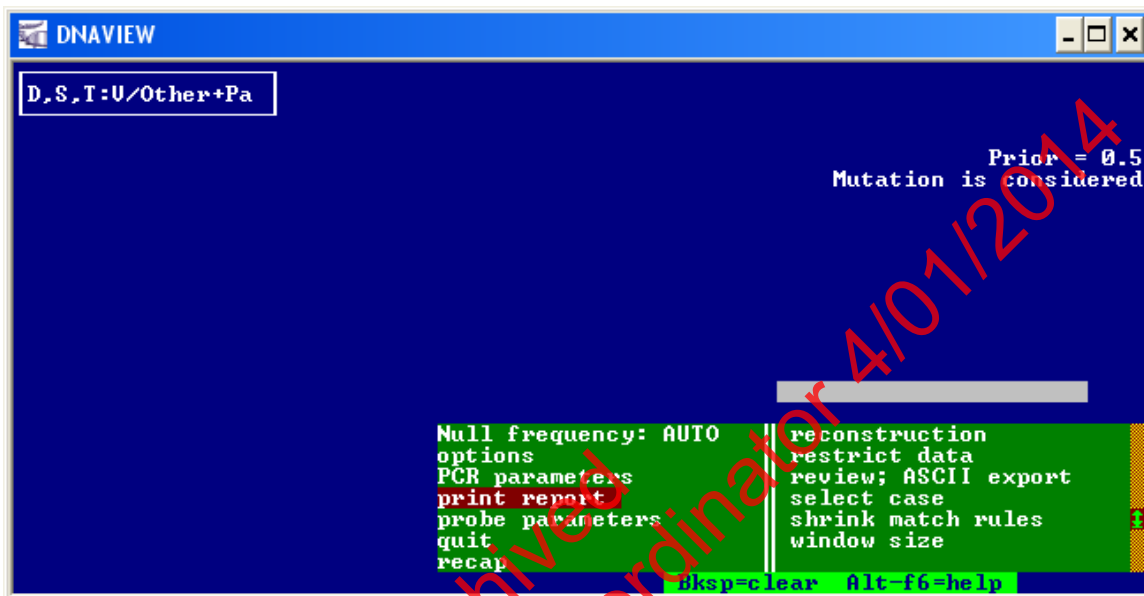 DNAVIEW
D,S,T:V/Other+Pa
Prior = 0.5
Mutation is considered
Null frequency: AUTO
options
PCR parameters
print report
probe parameters
quit
recap
reconstruction
restrict data
review; ASCII export
select case
shrink match rules
window size
Bksp=clear Alt-f6=help
hived
rdinator 4/01/2014